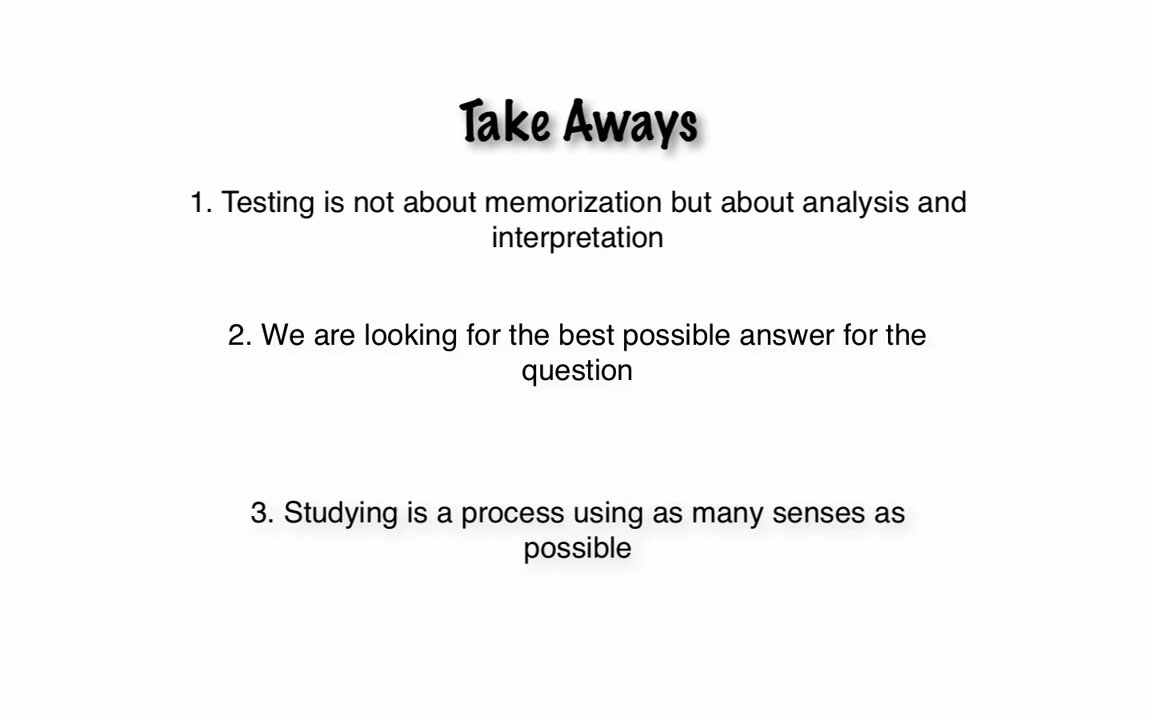 Take Aways
1. Testing is not about memorization but about analysis and
interpretation
2. We are looking for the best possible answer for the
question
3. Studying is a process using as many senses as
possible